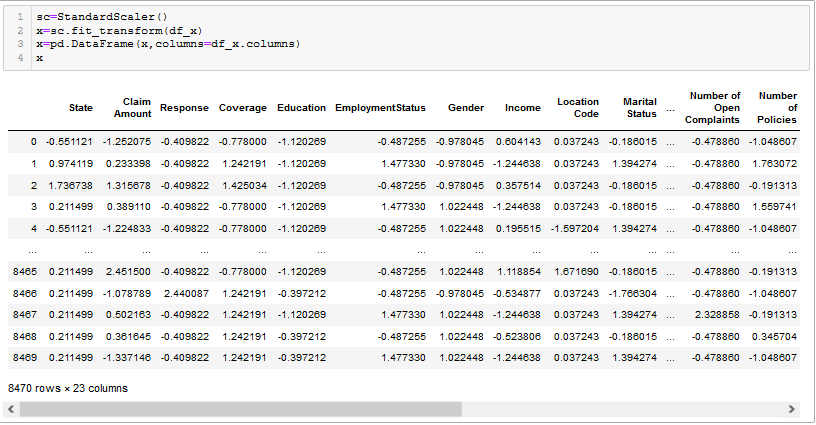 1 sc=StandardScaler()
2 x=sc.fit_transform(df_x)
3 x=pd.DataFrame(x,columns=df_x.columns)
4 x
State Claim Amount Response Coverage Education EmploymentStatus Gender Income Location Code Marital Status ... Number of Open Complaints Number of Policies
0 -0.551121 -1.252075 -0.409822 -0.778000 -1.120269 -0.487255 -0.978045 0.604143 0.037243 -0.186015 ... -0.478860 -1.048607
1 0.974119 0.233398 -0.409822 1.242191 -1.120269 1.477330 -0.978045 -1.244638 0.037243 1.394274 ... -0.478860 1.763072
2 1.736738 1.315678 -0.409822 1.425034 -1.120269 -0.487255 -0.978045 0.357514 0.037243 -0.186015 ... -0.478860 -0.191313
3 0.211499 0.389110 -0.409822 -0.778000 -1.120269 1.477330 1.022448 -1.244638 0.037243 -0.186015 ... -0.478860 1.559741
4 -0.551121 -1.224833 -0.409822 -0.778000 -1.120269 -0.487255 1.022448 0.195515 -1.597204 1.394274 ... -0.478860 -1.048607
... ... ... ... ... ... ... ... ... ... ... ... ... ...
8465 0.211499 2.451500 -0.409822 -0.778000 -1.120269 -0.487255 1.022448 1.118854 1.671690 -0.186015 ... -0.478860 -0.191313
8466 0.211499 -1.078789 2.440087 1.242191 -0.397212 -0.487255 -0.978045 -0.534877 0.037243 -1.766304 ... -0.478860 -1.048607
8467 0.211499 0.502163 -0.409822 1.242191 -1.120269 1.477330 1.022448 -1.244638 0.037243 1.394274 ... 2.328858 -0.191313
8468 0.211499 0.361645 -0.409822 1.242191 -0.397212 -0.487255 1.022448 -0.523806 0.037243 -0.186015 ... -0.478860 0.345704
8469 0.211499 -1.337146 -0.409822 1.242191 -0.397212 1.477330 1.022448 -1.244638 0.037243 1.394274 ... -0.478860 -1.048607
8470 rows × 23 columns